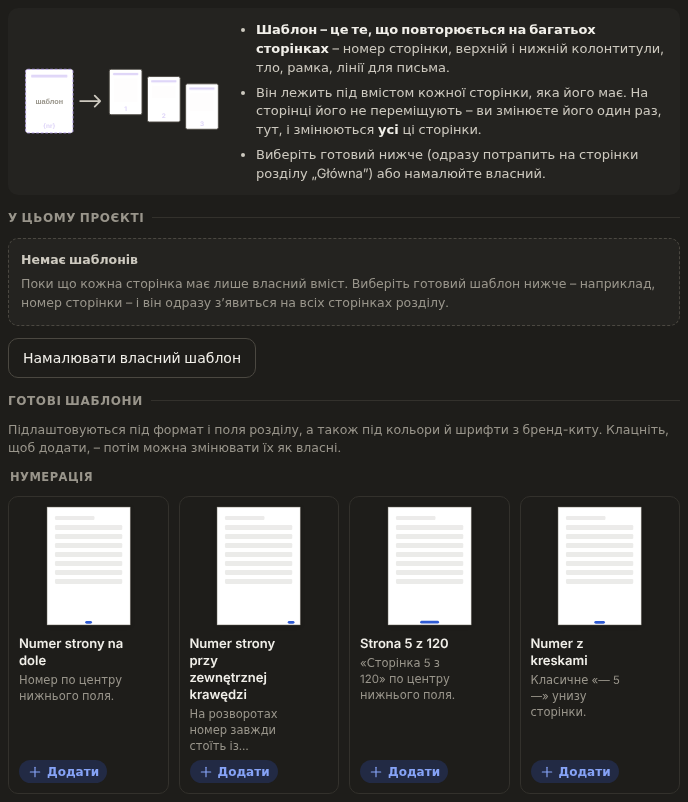 шаблон
1
2
3
Шаблон – це те, що повторюється на багатьох
сторінках – номер сторінки, верхній і нижній колонтитули,
тло, рамка, лінії для письма.
Він лежить під вмістом кожної сторінки, яка його має. На
сторінці його не переміщують – ви змінюєте його один раз,
тут, і змінюються усі ці сторінки.
Виберіть готовий нижче (одразу потрапить на сторінки
розділу „Główna”) або намалюйте власний.
У ЦЬОМУ ПРОЄКТІ
Немає шаблонів
Поки що кожна сторінка має лише власний вміст. Виберіть готовий шаблон нижче – наприклад,
номер сторінки – і він одразу з’явиться на всіх сторінках розділу.
Намалювати власний шаблон
ГОТОВІ ШАБЛОНИ
Підлаштовуються під формат і поля розділу, а також під кольори й шрифти з бренд-киту. Клацніть,
щоб додати, – потім можна змінювати їх як власні.
НУМЕРАЦІЯ
Numer strony na
dole
Номер по центру
нижнього поля.
+ Додати
Numer strony
przy
zewnętrznej
krawędzi
На розворотах
номер завжди
стоїть із...
+ Додати
Strona 5 z 120
«Сторінка 5 з
120» по центру
нижнього поля.
+ Додати
Numer z
kreskami
Класичне «— 5
—» унизу
сторінки.
+ Додати